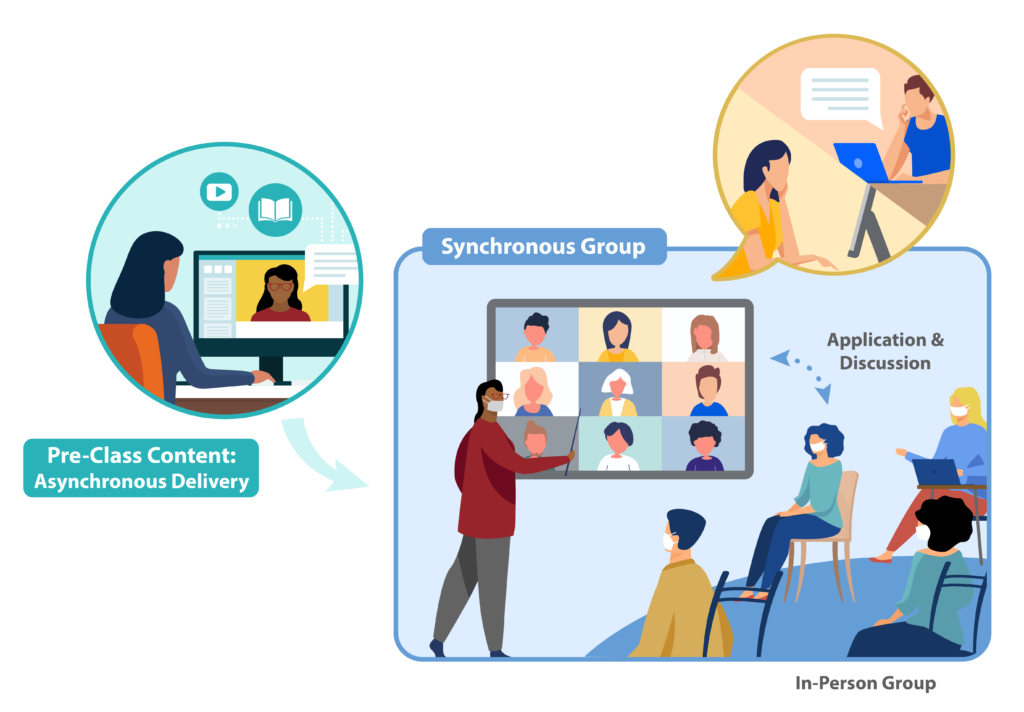 Pre-Class Content:
Asynchronous Delivery
Synchronous Group
Application &
Discussion
In-Person Group